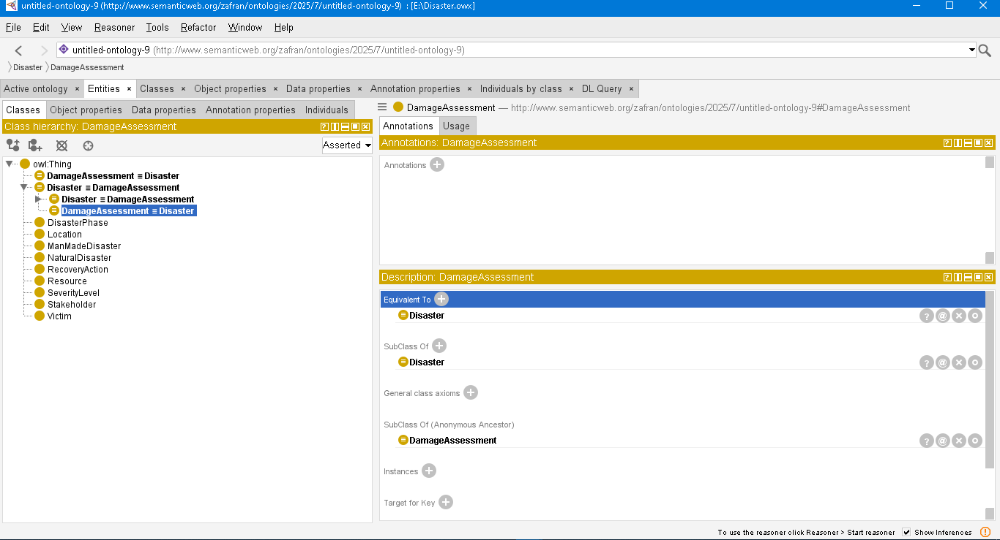 untitled-ontology-9 (http://www.semanticweb.org/zafran/ontologies/2025/7/untitled-ontology-9) : [E:\Disaster.owx]
File Edit View Reasoner Tools Refactor Window Help
untitled-ontology-9 (http://www.semanticweb.org/zafran/ontologies/2025/7/untitled-ontology-9)
Disaster DamageAssessment
Active ontology × Entities × Classes × Object properties × Data properties × Annotation properties × Individuals by class × DL Query ×
Classes Object properties Data properties Annotation properties Individuals
Class hierarchy: DamageAssessment
Asserted
owl:Thing
DamageAssessment ≡ Disaster
Disaster ≡ DamageAssessment
Disaster ≡ DamageAssessment
DamageAssessment ≡ Disaster
DisasterPhase
Location
ManMadeDisaster
NaturalDisaster
RecoveryAction
Resource
SeverityLevel
Stakeholder
Victim
DamageAssessment — http://www.semanticweb.org/zafran/ontologies/2025/7/untitled-ontology-9#DamageAssessment
Annotations Usage
Annotations: DamageAssessment
Annotations
Description: DamageAssessment
Equivalent To
Disaster
SubClass Of
Disaster
General class axioms
SubClass Of (Anonymous Ancestor)
DamageAssessment
Instances
Target for Key
To use the reasoner click Reasoner > Start reasoner Show Inferences